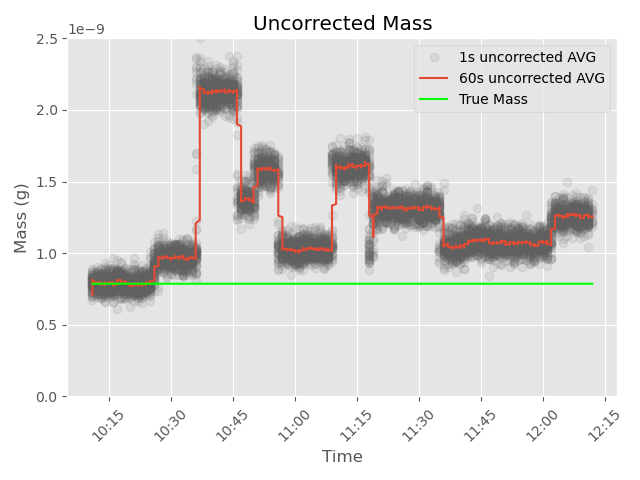 Uncorrected Mass
1e−9
2.5
2.0
1.5
1.0
0.5
0.0
Mass (g)
1s uncorrected AVG
60s uncorrected AVG
True Mass
10:15
10:30
10:45
11:00
11:15
11:30
11:45
12:00
12:15
Time